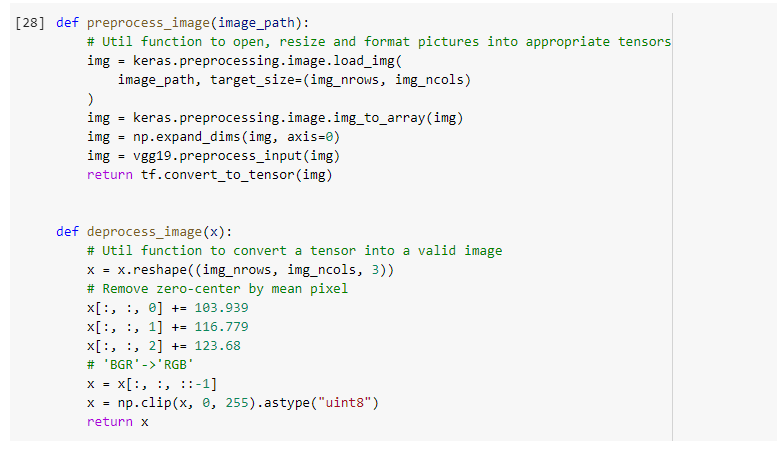 [28] def preprocess_image(image_path):
    # Util function to open, resize and format pictures into appropriate tensors
    img = keras.preprocessing.image.load_img(
        image_path, target_size=(img_nrows, img_ncols)
    )
    img = keras.preprocessing.image.img_to_array(img)
    img = np.expand_dims(img, axis=0)
    img = vgg19.preprocess_input(img)
    return tf.convert_to_tensor(img)

def deprocess_image(x):
    # Util function to convert a tensor into a valid image
    x = x.reshape((img_nrows, img_ncols, 3))
    # Remove zero-center by mean pixel
    x[:, :, 0] += 103.939
    x[:, :, 1] += 116.779
    x[:, :, 2] += 123.68
    # 'BGR'->'RGB'
    x = x[:, :, ::-1]
    x = np.clip(x, 0, 255).astype("uint8")
    return x